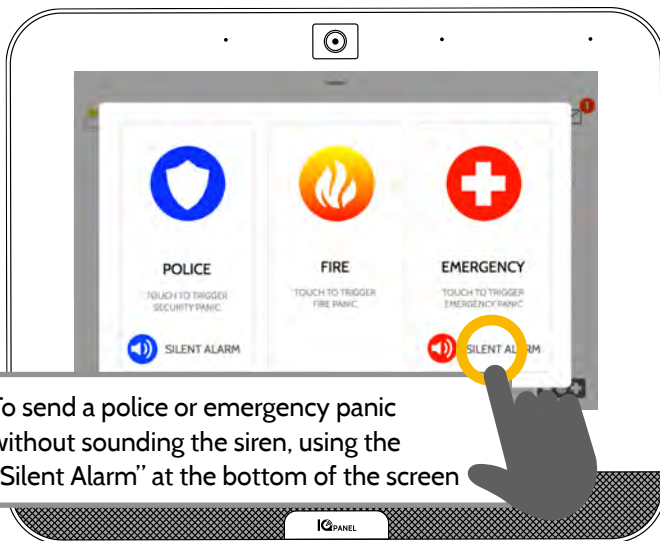 1
POLICE
TOUCH TO TRIGGER
SECURITY PANIC
SILENT ALARM
FIRE
TOUCH TO TRIGGER
FIRE PANIC
EMERGENCY
TOUCH TO TRIGGER
EMERGENCY PANIC
SILENT ALARM
To send a police or emergency panic
without sounding the siren, using the
Silent Alarm” at the bottom of the screen
IQ PANEL